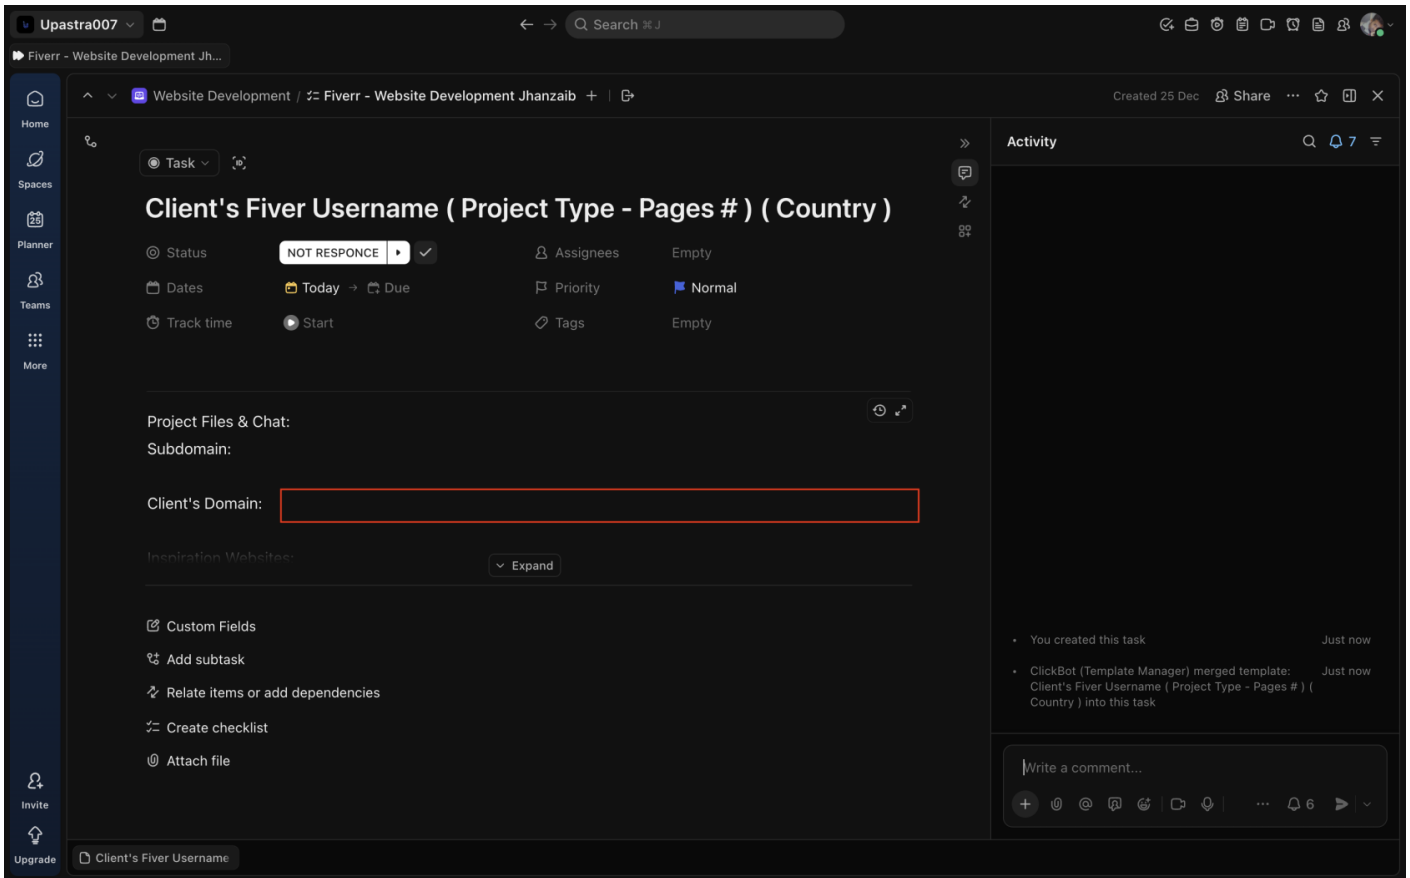 Upastra007
Search ⌘ J
Fiverr - Website Development Jh...
Home
Spaces
25
Planner
Teams
More
Invite
Upgrade
Website Development / Fiverr - Website Development Jhanzaib
Created 25 Dec
Share
Task
ID
Client's Fiver Username ( Project Type - Pages # ) ( Country )
Status
NOT RESPONCE
Assignees
Empty
Dates
Today → Due
Priority
Normal
Track time
Start
Tags
Empty
Project Files & Chat:
Subdomain:
Client's Domain:
Inspiration Websites:
Expand
Custom Fields
Add subtask
Relate items or add dependencies
Create checklist
Attach file
Activity
7
You created this task
Just now
ClickBot (Template Manager) merged template:
Just now
Client's Fiver Username ( Project Type - Pages # ) (
Country ) into this task
Write a comment...
6
Client's Fiver Username